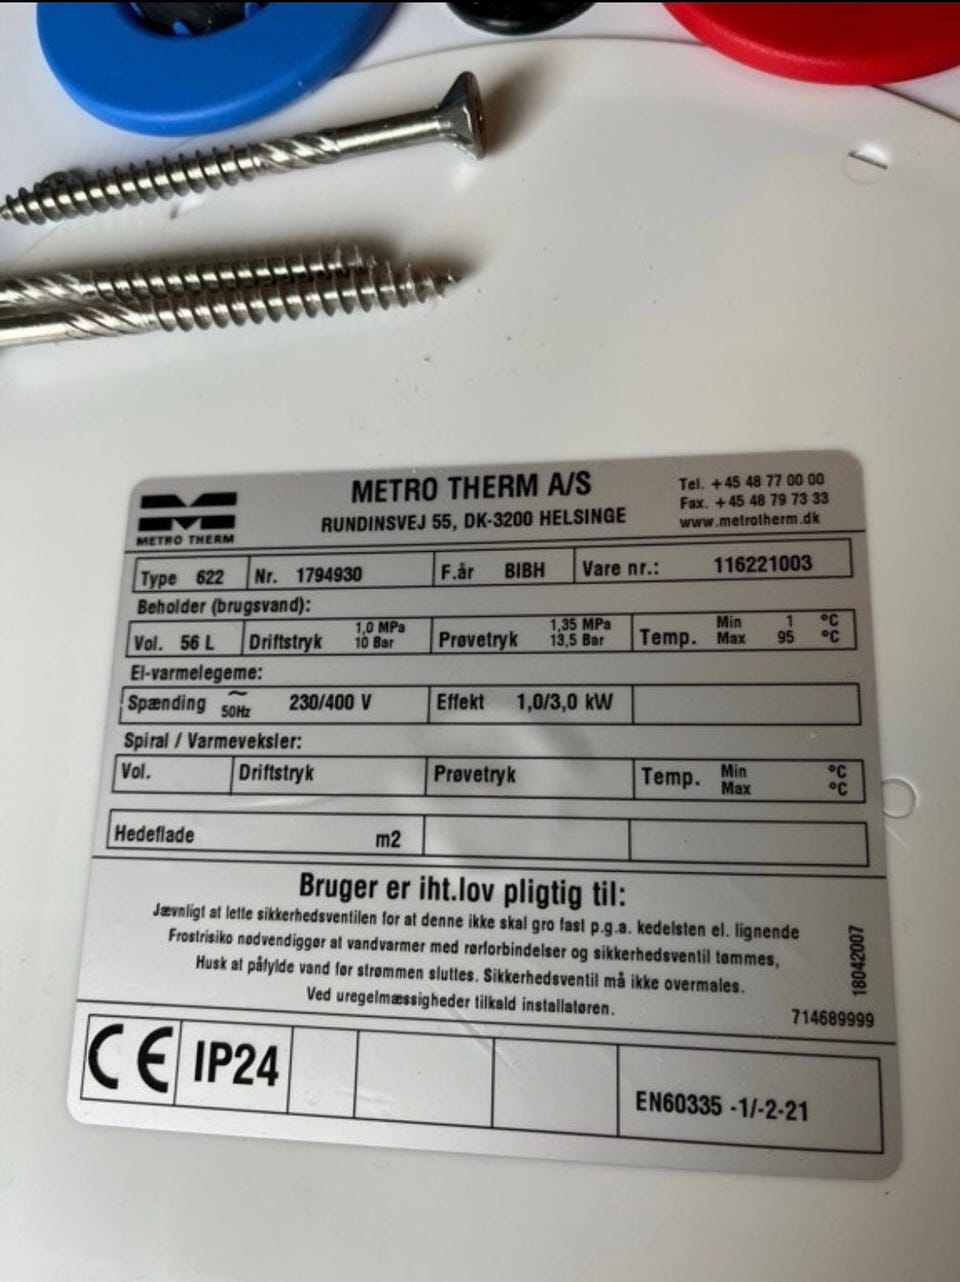 METRO THERM
METRO THERM A/S
RUNDINSVEJ 55, DK-3200 HELSINGE
Tel. +45 48 77 00 00
Fax. +45 48 79 73 33
www.metrotherm.dk
Type 622 Nr. 1794930 F.år BIBH Vare nr.: 116221003
Beholder (brugsvand):
Vol. 56 L Driftstryk 1,0 MPa 10 Bar Prøvetryk 1,35 MPa 13,5 Bar Temp. Min 1 °C Max 95 °C
El-varmelegeme:
Spænding ~ 50Hz 230/400 V Effekt 1,0/3,0 kW
Spiral / Varmeveksler:
Vol. Driftstryk Prøvetryk Temp. Min °C Max °C
Hedeflade m2
Bruger er iht.lov pligtig til:
Jævnligt at lette sikkerhedsventilen for at denne ikke skal gro fast p.g.a. kedelsten el. lignende
Frostrisiko nødvendiggør at vandvarmer med rørforbindelser og sikkerhedsventil tømmes,
Husk at påfylde vand før strømmen sluttes. Sikkerhedsventil må ikke overmales.
Ved uregelmæssigheder tilkald installatøren.
18042007
714689999
CE IP24 EN60335 -1/-2-21